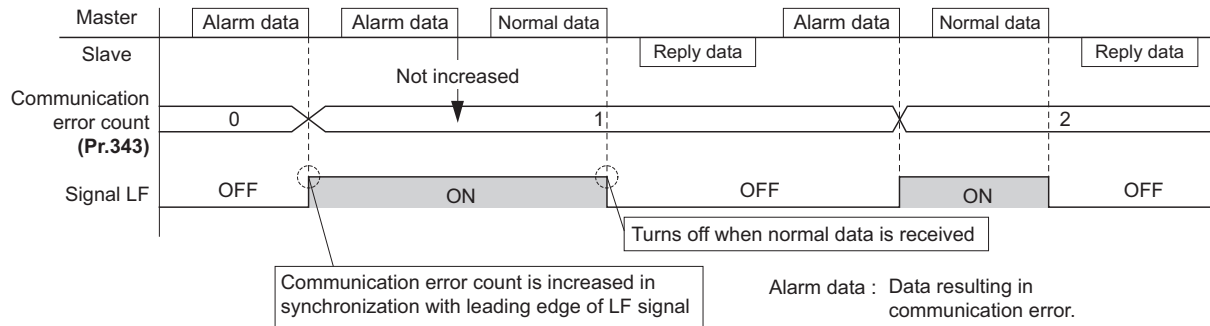 Master Alarm data Alarm data Normal data Alarm data Normal data
Slave Reply data Reply data
Not increased
Communication
error count
(Pr.343)
0 1 2
Signal LF OFF ON OFF ON OFF
Turns off when normal data is received
Communication error count is increased in
synchronization with leading edge of LF signal
Alarm data : Data resulting in
communication error.